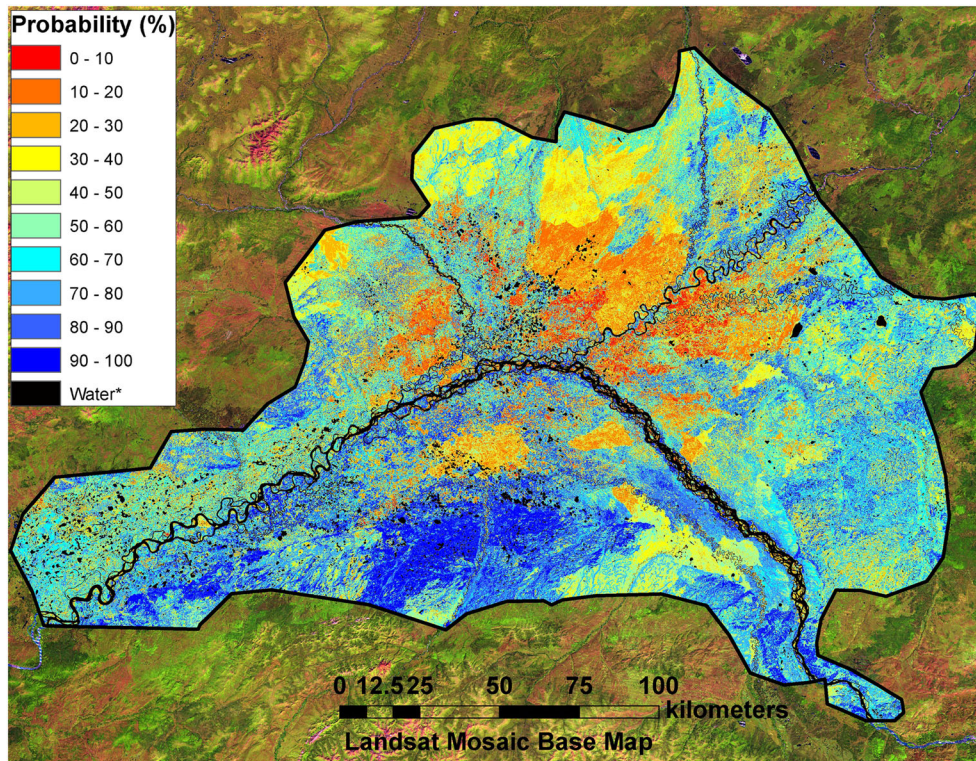 Probability (%)
0 - 10
10 - 20
20 - 30
30 - 40
40 - 50
50 - 60
60 - 70
70 - 80
80 - 90
90 - 100
Water*
0 12.5 25 50 75 100
kilometers
Landsat Mosaic Base Map